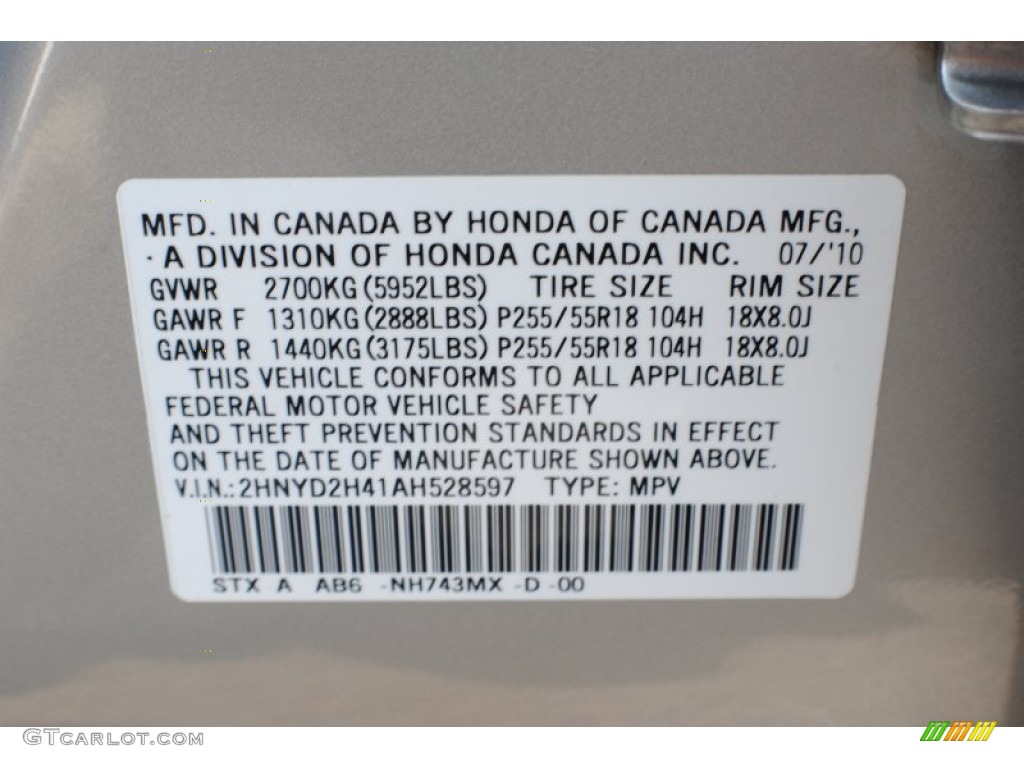 MFD. IN CANADA BY HONDA OF CANADA MFG.,
· A DIVISION OF HONDA CANADA INC. 07/'10
GVWR 2700KG (5952LBS) TIRE SIZE RIM SIZE
GAWR F 1310KG (2888LBS) P255/55R18 104H 18X8.0J
GAWR R 1440KG (3175LBS) P255/55R18 104H 18X8.0J
THIS VEHICLE CONFORMS TO ALL APPLICABLE
FEDERAL MOTOR VEHICLE SAFETY
AND THEFT PREVENTION STANDARDS IN EFFECT
ON THE DATE OF MANUFACTURE SHOWN ABOVE.
V.I.N.: 2HNYD2H41AH528597 TYPE: MPV
STX A AB6 -NH743MX -D -00
GTCARLOT.COM